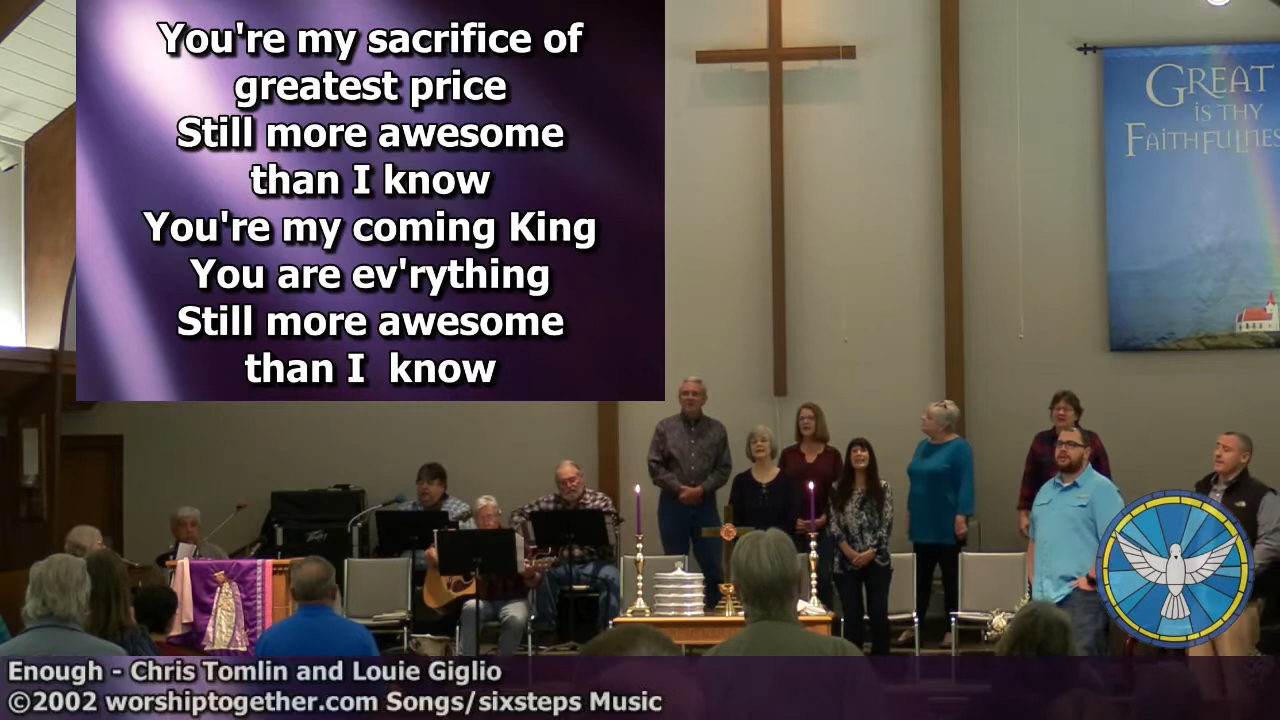 You're my sacrifice of
greatest price
Still more awesome
than I know
You're my coming King
You are ev'rything
Still more awesome
than I know
GREAT
IS THY
FAITHFULNES
PEAVEY
Enough - Chris Tomlin and Louie Giglio
©2002 worshiptogether.com Songs/sixsteps Music